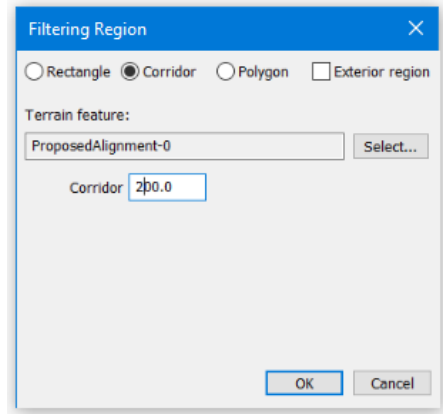 Filtering Region
Rectangle Corridor Polygon Exterior region
Terrain feature:
ProposedAlignment-0 Select...
Corridor 200.0
OK Cancel